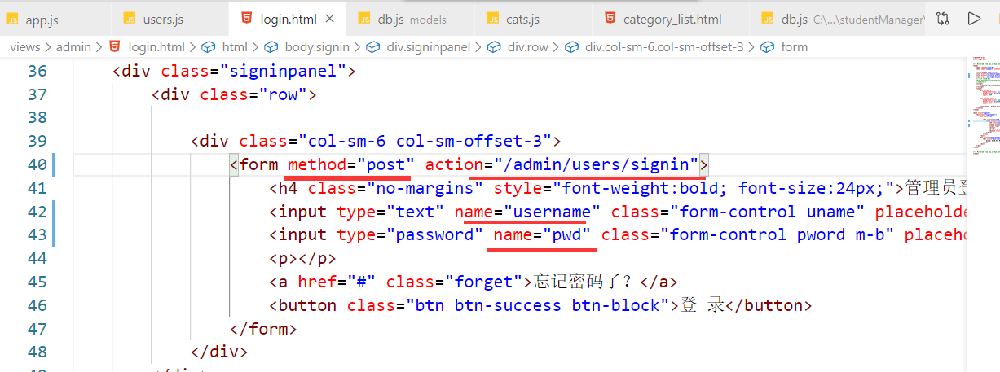 app.js users.js login.html db.js models cats.js category_list.html db.js C:\...\studentManager\
views > admin > login.html > html > body.signin > div.signinpanel > div.row > div.col-sm-6.col-sm-offset-3 > form
36 <div class="signinpanel">
37 <div class="row">
38
39 <div class="col-sm-6 col-sm-offset-3">
40 <form method="post" action="/admin/users/signin">
41 <h4 class="no-margins" style="font-weight:bold; font-size:24px;">管理员登
42 <input type="text" name="username" class="form-control uname" placeholde
43 <input type="password" name="pwd" class="form-control pword m-b" placeho
44 <p></p>
45 <a href="#" class="forget">忘记密码了？</a>
46 <button class="btn btn-success btn-block">登 录</button>
47 </form>
48 </div>